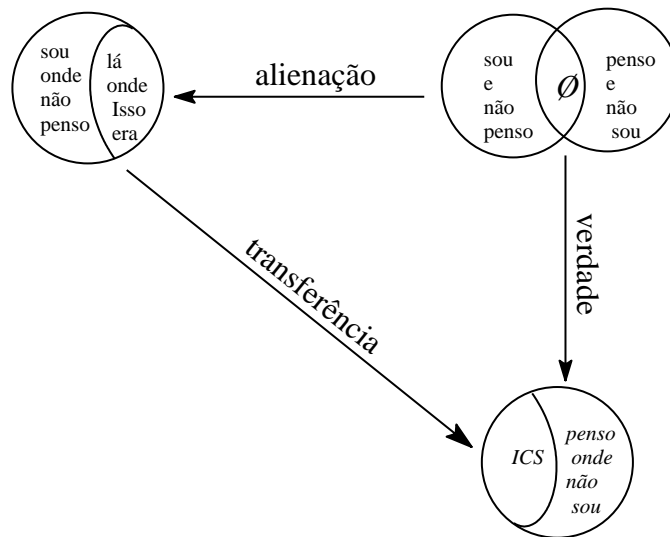 sou
onde
não
penso
lá
onde
Isso
era
alienação
sou
e
não
penso
Ø
penso
e
não
sou
transferência
verdade
ICS
penso
onde
não
sou